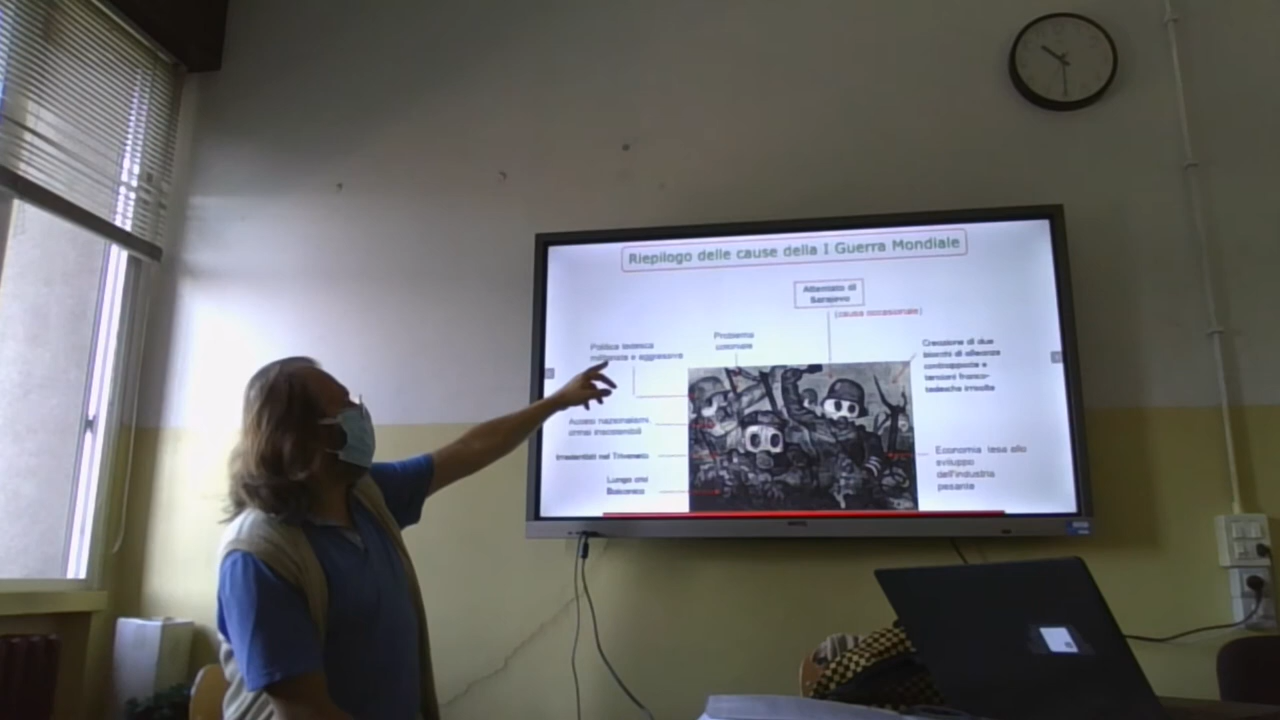 Riepilogo delle cause della I Guerra Mondiale
Attentato di
Sarajevo
(causa occasionale)
Politica tedesca
militarista e aggressiva
Problema
coloniale
Creazione di due
blocchi di alleanze
contrapposte e
tensioni franco-
tedesche irrisolte
Accesi nazionalismi
ormai insostenibili
Irredentisti nel Triveneto
Lunga crisi
Balcanica
Economia tesa allo
sviluppo
dell'industria
pesante